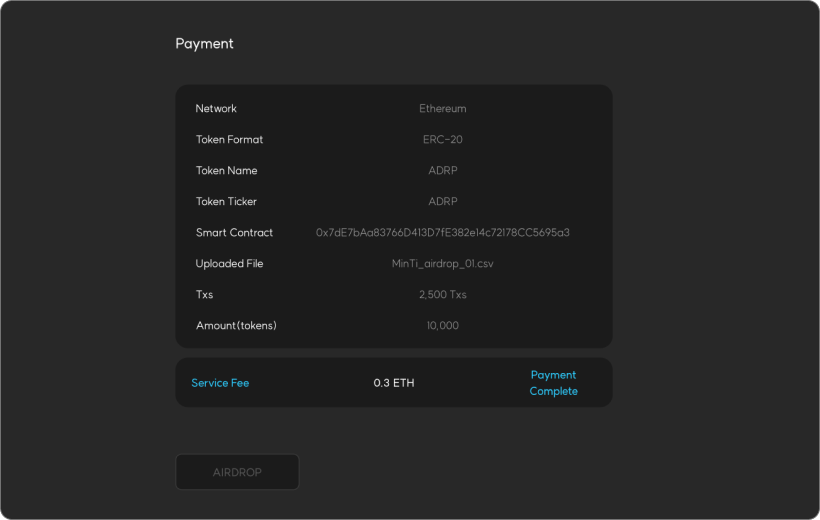 Payment
Network Ethereum
Token Format ERC-20
Token Name ADRP
Token Ticker ADRP
Smart Contract 0x7dE7bAa83766D413D7fE382e14c72178CC5695a3
Uploaded File MinTi_airdrop_01.csv
Txs 2,500 Txs
Amount(tokens) 10,000
Service Fee 0.3 ETH Payment
Complete
AIRDROP